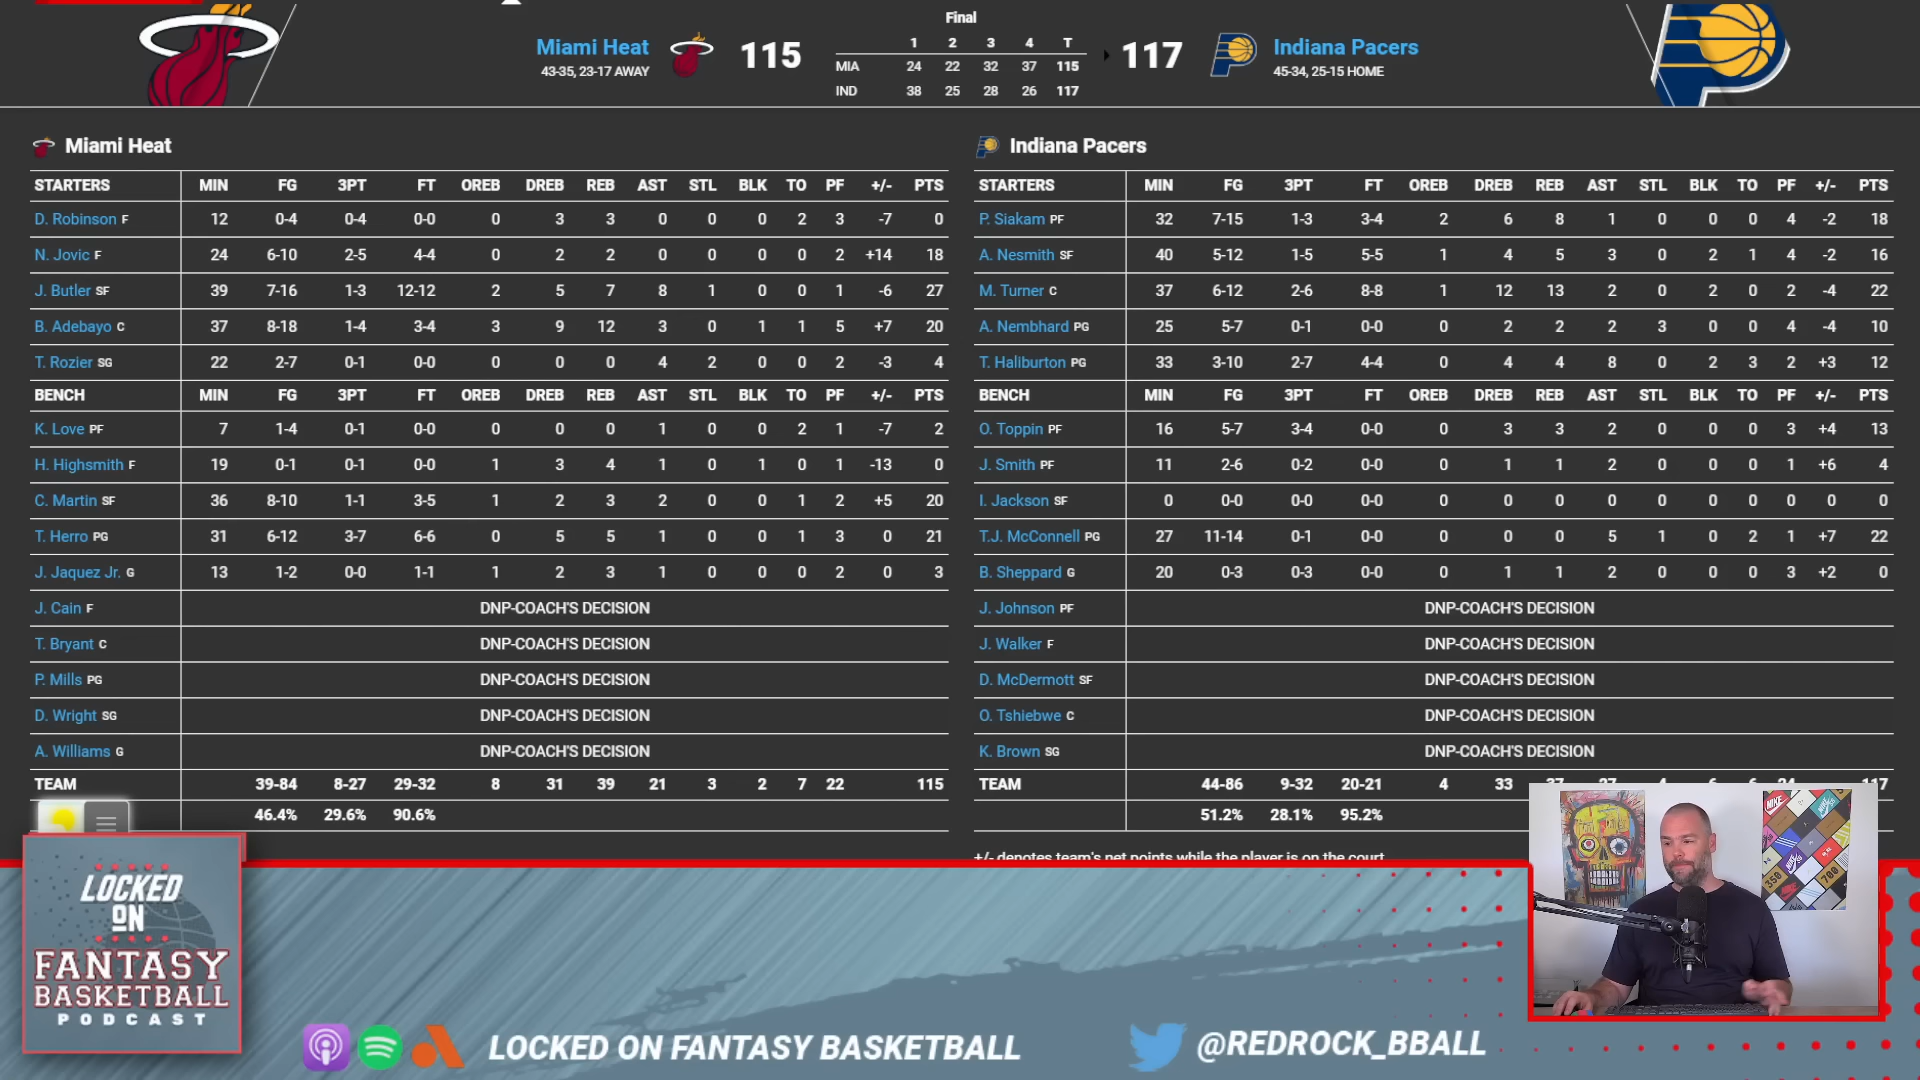 Final
Miami Heat
43-35, 23-17 AWAY
115
1 2 3 4 T
MIA 24 22 32 37 115
IND 38 25 28 26 117
117
Indiana Pacers
45-34, 25-15 HOME
Miami Heat
STARTERS MIN FG 3PT FT OREB DREB REB AST STL BLK TO PF +/- PTS
D. Robinson F 12 0-4 0-4 0-0 0 3 3 0 0 0 2 3 -7 0
N. Jovic F 24 6-10 2-5 4-4 0 2 2 0 0 0 0 2 +14 18
J. Butler SF 39 7-16 1-3 12-12 2 5 7 8 1 0 0 1 -6 27
B. Adebayo C 37 8-18 1-4 3-4 3 9 12 3 0 1 1 5 +7 20
T. Rozier SG 22 2-7 0-1 0-0 0 0 0 4 2 0 0 2 -3 4
BENCH MIN FG 3PT FT OREB DREB REB AST STL BLK TO PF +/- PTS
K. Love PF 7 1-4 0-1 0-0 0 0 0 1 0 0 2 1 -7 2
H. Highsmith F 19 0-1 0-1 0-0 1 3 4 1 0 1 0 1 -13 0
C. Martin SF 36 8-10 1-1 3-5 1 2 3 2 0 0 1 2 +5 20
T. Herro PG 31 6-12 3-7 6-6 0 5 5 1 0 0 1 3 0 21
J. Jaquez Jr. G 13 1-2 0-0 1-1 1 2 3 1 0 0 0 2 0 3
J. Cain F DNP-COACH'S DECISION
T. Bryant C DNP-COACH'S DECISION
P. Mills PG DNP-COACH'S DECISION
D. Wright SG DNP-COACH'S DECISION
A. Williams G DNP-COACH'S DECISION
TEAM 39-84 8-27 29-32 8 31 39 21 3 2 7 22 115
46.4% 29.6% 90.6%
Indiana Pacers
STARTERS MIN FG 3PT FT OREB DREB REB AST STL BLK TO PF +/- PTS
P. Siakam PF 32 7-15 1-3 3-4 2 6 8 1 0 0 0 4 -2 18
A. Nesmith SF 40 5-12 1-5 5-5 1 4 5 3 0 2 1 4 -2 16
M. Turner C 37 6-12 2-6 8-8 1 12 13 2 0 2 0 2 -4 22
A. Nembhard PG 25 5-7 0-1 0-0 0 2 2 2 3 0 0 4 -4 10
T. Haliburton PG 33 3-10 2-7 4-4 0 4 4 8 0 2 3 2 +3 12
BENCH MIN FG 3PT FT OREB DREB REB AST STL BLK TO PF +/- PTS
O. Toppin PF 16 5-7 3-4 0-0 0 3 3 2 0 0 0 3 +4 13
J. Smith PF 11 2-6 0-2 0-0 0 1 1 2 0 0 0 1 +6 4
I. Jackson SF 0 0-0 0-0 0-0 0 0 0 0 0 0 0 0 0 0
T.J. McConnell PG 27 11-14 0-1 0-0 0 0 0 5 1 0 2 1 +7 22
B. Sheppard G 20 0-3 0-3 0-0 0 1 1 2 0 0 0 3 +2 0
J. Johnson PF DNP-COACH'S DECISION
J. Walker F DNP-COACH'S DECISION
D. McDermott SF DNP-COACH'S DECISION
O. Tshiebwe C DNP-COACH'S DECISION
K. Brown SG DNP-COACH'S DECISION
TEAM 44-86 9-32 20-21 4 33 37 27 4 6 6 24 117
51.2% 28.1% 95.2%
+/- denotes team's net points while the player is on the court
LOCKED
ON
FANTASY
BASKETBALL
PODCAST
LOCKED ON FANTASY BASKETBALL
@REDROCK_BBALL
NIKE
350
700